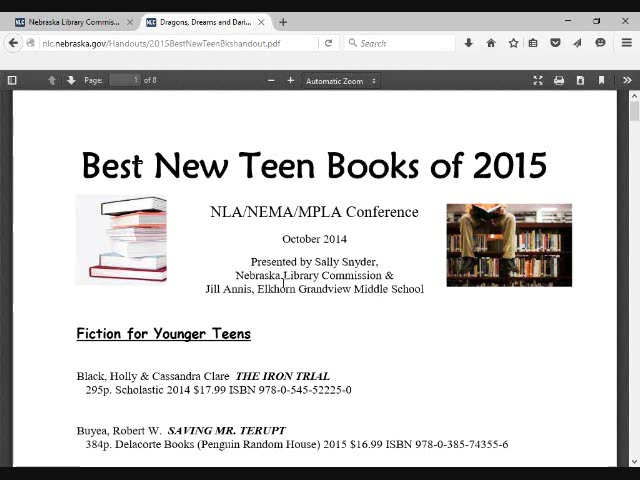 NLC Nebraska Library Commis...
NLC Dragons, Dreams and Dari...
nlc.nebraska.gov/Handouts/2015BestNewTeenBkshandout.pdf
Search
Page: 1 of 8
Automatic Zoom
Best New Teen Books of 2015
NLA/NEMA/MPLA Conference
October 2014
Presented by Sally Snyder,
Nebraska Library Commission &
Jill Annis, Elkhorn Grandview Middle School
Fiction for Younger Teens
Black, Holly & Cassandra Clare THE IRON TRIAL
295p. Scholastic 2014 $17.99 ISBN 978-0-545-52225-0
Buyea, Robert W. SAVING MR. TERUPT
384p. Delacorte Books (Penguin Random House) 2015 $16.99 ISBN 978-0-385-74355-6